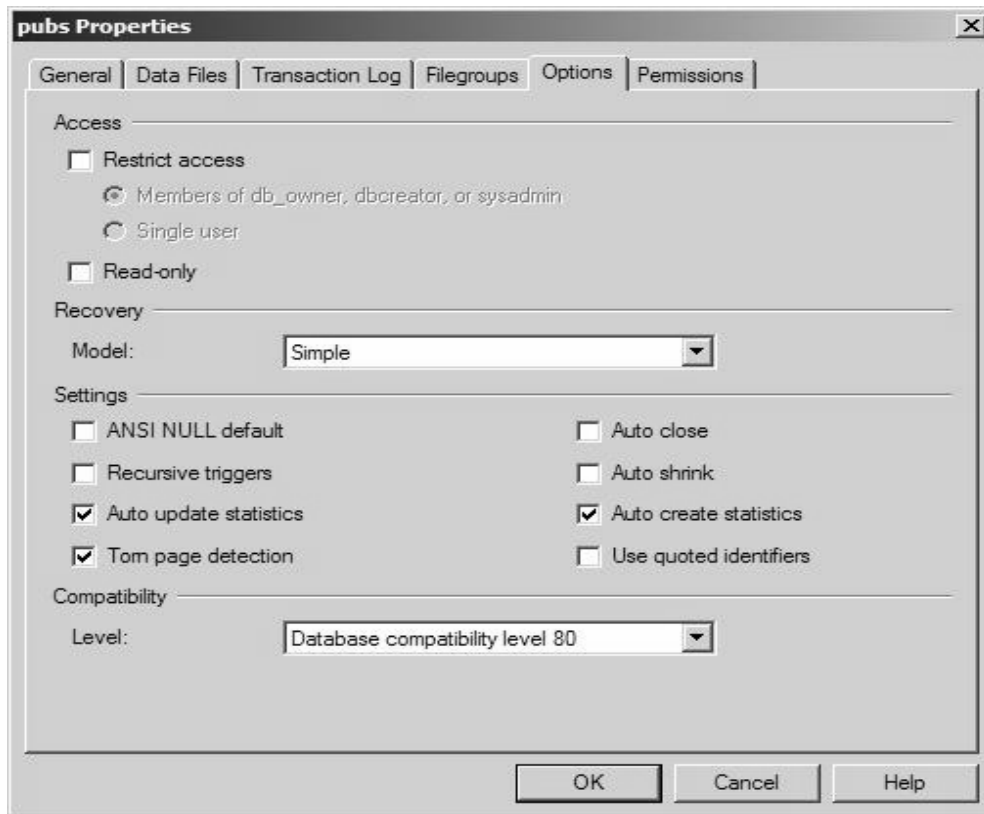 pubs Properties
General Data Files Transaction Log Filegroups Options Permissions
Access
Restrict access
Members of db_owner, dbcreator, or sysadmin
Single user
Read-only
Recovery
Model: Simple
Settings
ANSI NULL default Auto close
Recursive triggers Auto shrink
Auto update statistics Auto create statistics
Torn page detection Use quoted identifiers
Compatibility
Level: Database compatibility level 80
OK Cancel Help